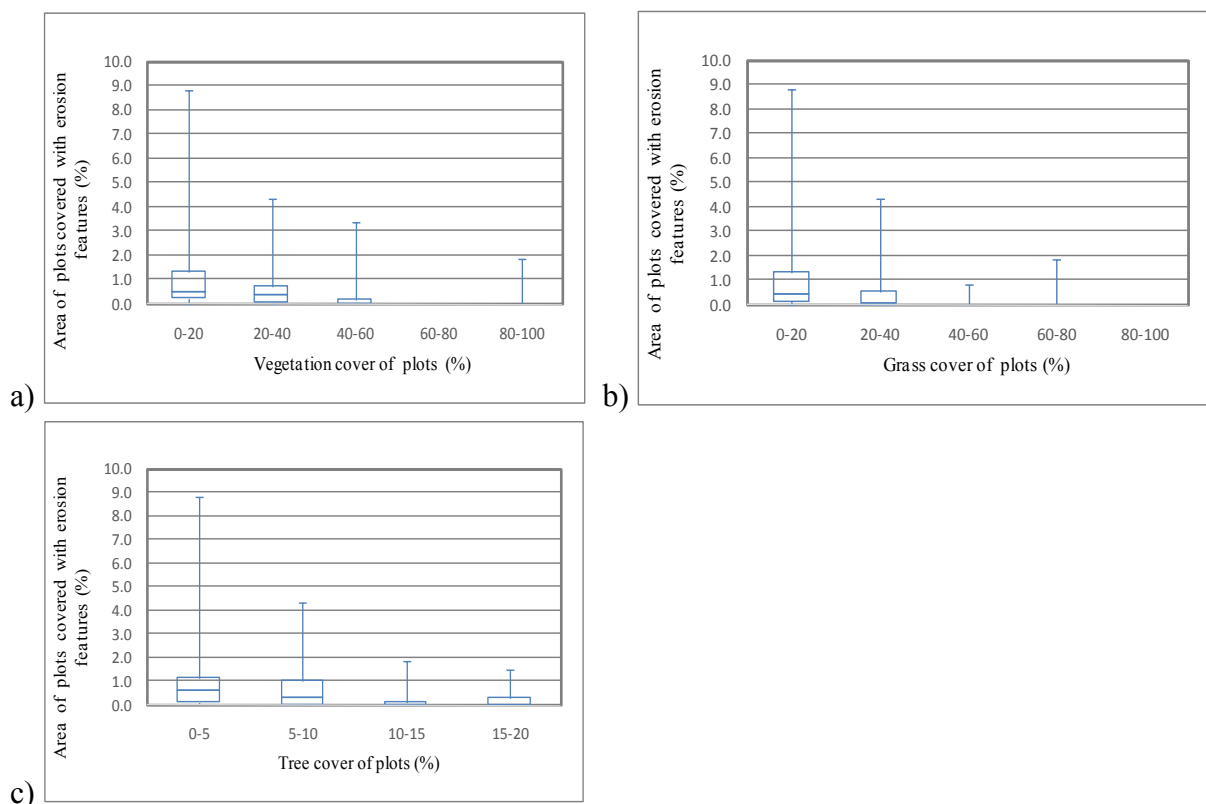 Area of plots covered with erosion
features (%)
10.0
9.0
8.0
7.0
6.0
5.0
4.0
3.0
2.0
1.0
0.0
0-20 20-40 40-60 60-80 80-100
Vegetation cover of plots (%)
a)
Area of plots covered with erosion
features (%)
10.0
9.0
8.0
7.0
6.0
5.0
4.0
3.0
2.0
1.0
0.0
0-20 20-40 40-60 60-80 80-100
Grass cover of plots (%)
b)
Area of plots covered with erosion
features (%)
10.0
9.0
8.0
7.0
6.0
5.0
4.0
3.0
2.0
1.0
0.0
0-5 5-10 10-15 15-20
Tree cover of plots (%)
c)